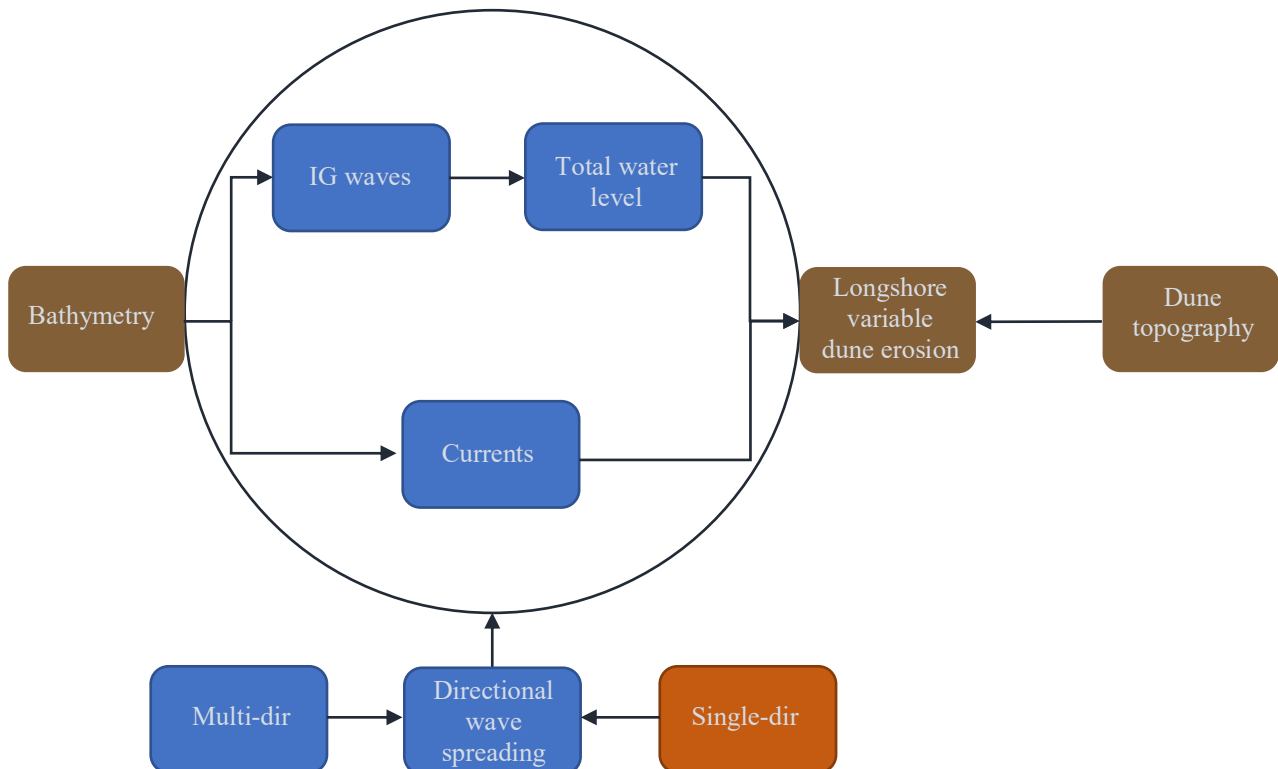 IG waves
Total water
level
Bathymetry
Longshore
variable
dune erosion
Dune
topography
Currents
Multi-dir
Directional
wave
spreading
Single-dir